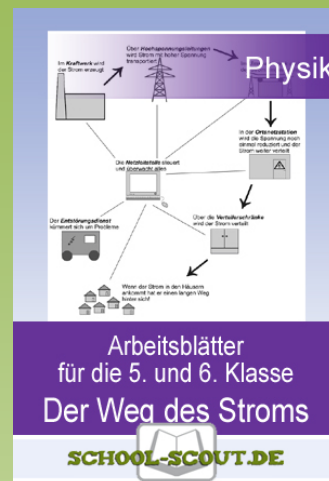 Physik
Im Kraftwerk wird
der Strom erzeugt
Über Hochspannungsleitungen
wird Strom mit hoher Spannung
transportiert
In der Ortsnetzstation
wird die Spannung noch
einmal reduziert und der
Strom weiter verteilt
Die Netzleitstelle steuert
und überwacht alles
Der Entstörungsdienst
kümmert sich um Probleme
Über die Verteilerschränke
wird der Strom verteilt
Wenn der Strom in den Häusern
ankommt hat er einen langen Weg
hinter sich!
Arbeitsblätter
für die 5. und 6. Klasse
Der Weg des Stroms
SCHOOL-SCOUT.DE